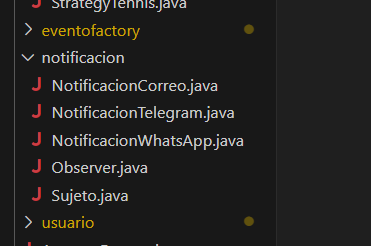 StrategyTennis.java
eventofactory
notificacion
J NotificacionCorreo.java
J NotificacionTelegram.java
J NotificacionWhatsApp.java
J Observer.java
J Sujeto.java
usuario